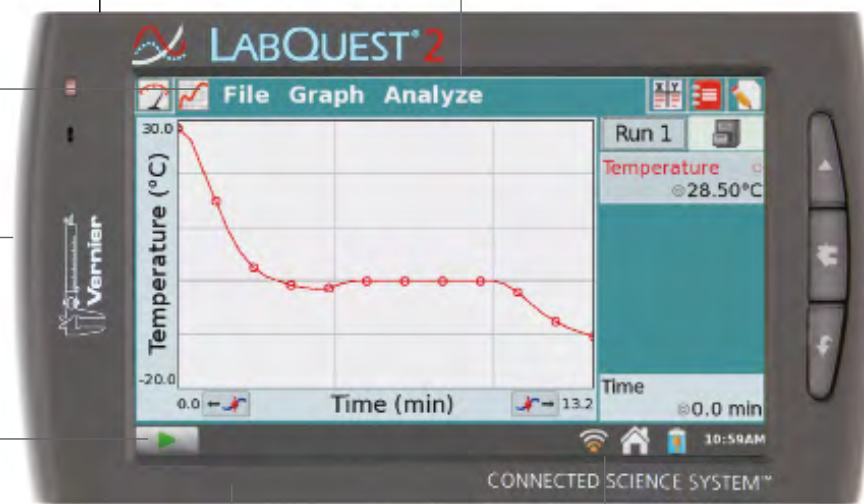 LABQUEST® 2
File Graph Analyze
X Y
30.0
Run 1
Temperature
28.50°C
Temperature (°C)
Vernier
-20.0
0.0
Time (min)
13.2
Time
0.0 min
10:59AM
CONNECTED SCIENCE SYSTEM™